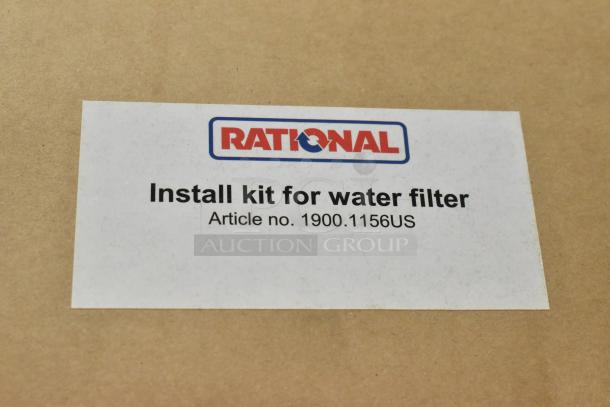 RATIONAL
Install kit for water filter
Article no. 1900.1156US
AUCTION GROUP